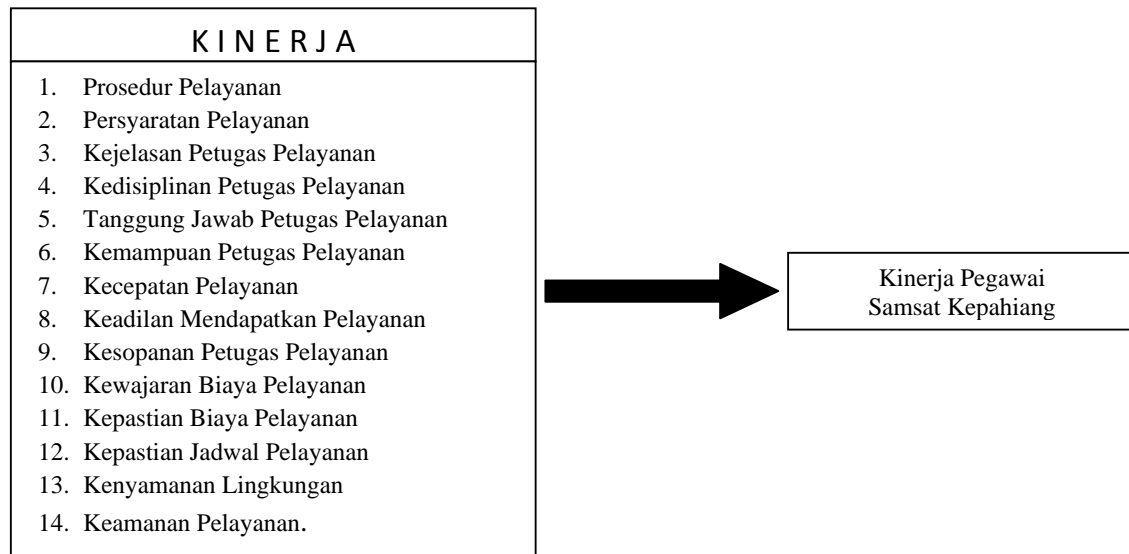 K I N E R J A
1. Prosedur Pelayanan
2. Persyaratan Pelayanan
3. Kejelasan Petugas Pelayanan
4. Kedisiplinan Petugas Pelayanan
5. Tanggung Jawab Petugas Pelayanan
6. Kemampuan Petugas Pelayanan
7. Kecepatan Pelayanan
8. Keadilan Mendapatkan Pelayanan
9. Kesopanan Petugas Pelayanan
10. Kewajaran Biaya Pelayanan
11. Kepastian Biaya Pelayanan
12. Kepastian Jadwal Pelayanan
13. Kenyamanan Lingkungan
14. Keamanan Pelayanan.
Kinerja Pegawai
Samsat Kepahiang